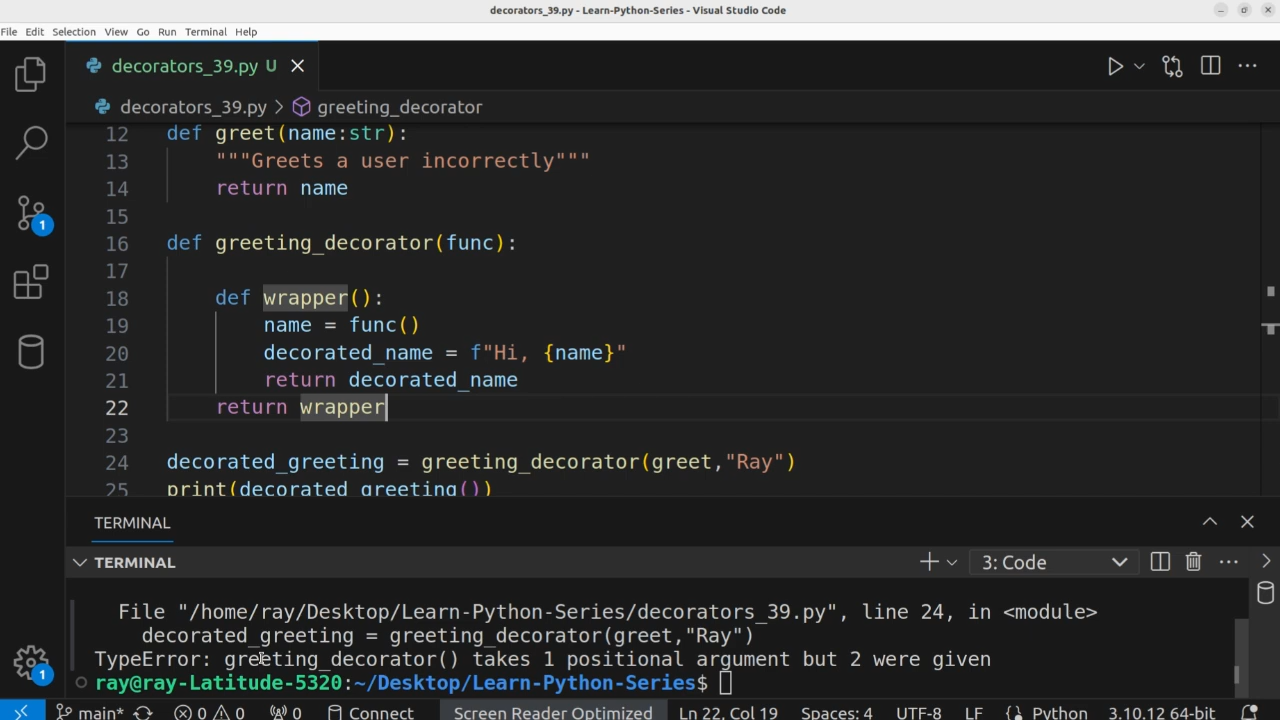 decorators_39.py - Learn-Python-Series - Visual Studio Code
File Edit Selection View Go Run Terminal Help
decorators_39.py U
decorators_39.py > greeting_decorator
12 def greet(name:str):
13 """Greets a user incorrectly"""
14 return name
15
16 def greeting_decorator(func):
17
18 def wrapper():
19 name = func()
20 decorated_name = f"Hi, {name}"
21 return decorated_name
22 return wrapper
23
24 decorated_greeting = greeting_decorator(greet,"Ray")
25 print(decorated_greeting())
TERMINAL
TERMINAL
3: Code
File "/home/ray/Desktop/Learn-Python-Series/decorators_39.py", line 24, in <module>
decorated_greeting = greeting_decorator(greet,"Ray")
TypeError: greeting_decorator() takes 1 positional argument but 2 were given
ray@ray-Latitude-5320:~/Desktop/Learn-Python-Series$
1
1
main* 0 0 0 Connect Screen Reader Optimized Ln 22, Col 19 Spaces: 4 UTF-8 LF {} Python 3.10.12 64-bit